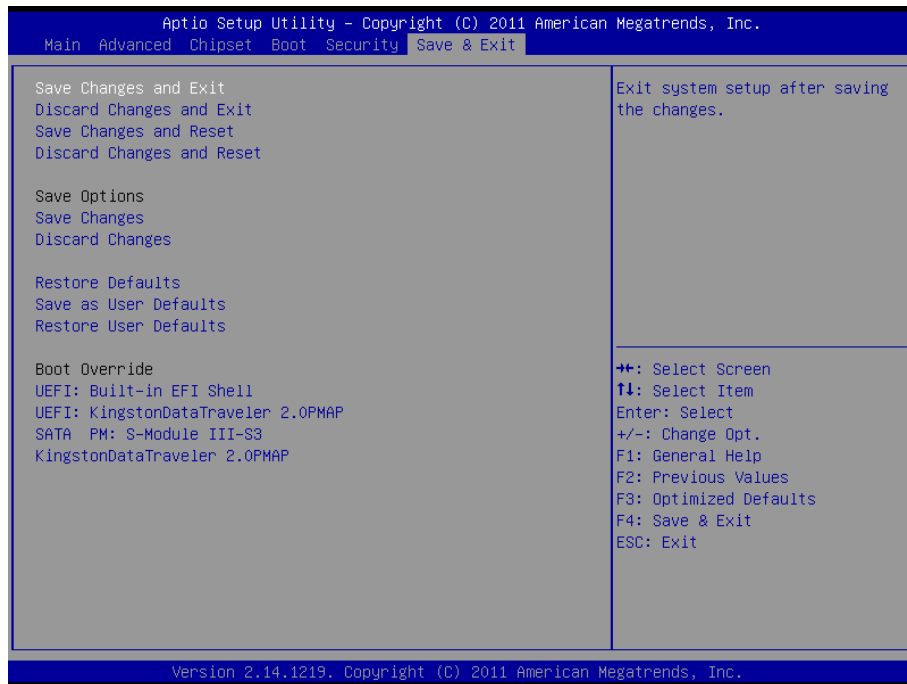 Aptio Setup Utility – Copyright (C) 2011 American Megatrends, Inc.
Main Advanced Chipset Boot Security Save & Exit
Save Changes and Exit
Discard Changes and Exit
Save Changes and Reset
Discard Changes and Reset
Save Options
Save Changes
Discard Changes
Restore Defaults
Save as User Defaults
Restore User Defaults
Boot Override
UEFI: Built-in EFI Shell
UEFI: KingstonDataTraveler 2.0PMAP
SATA PM: S-Module III-S3
KingstonDataTraveler 2.0PMAP
Exit system setup after saving
the changes.
→←: Select Screen
↑↓: Select Item
Enter: Select
+/-: Change Opt.
F1: General Help
F2: Previous Values
F3: Optimized Defaults
F4: Save & Exit
ESC: Exit
Version 2.14.1219. Copyright (C) 2011 American Megatrends, Inc.